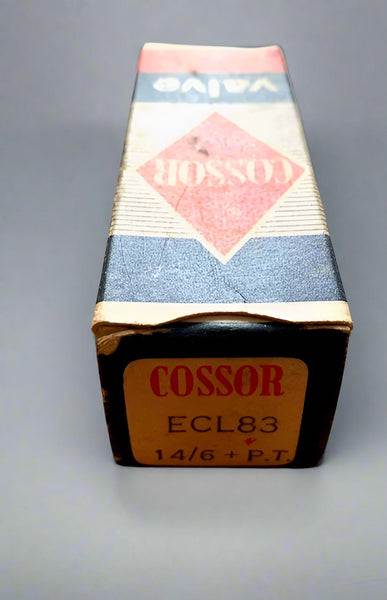 valve
COSSOR
COSSOR
ECL83
14/6 + P.T.